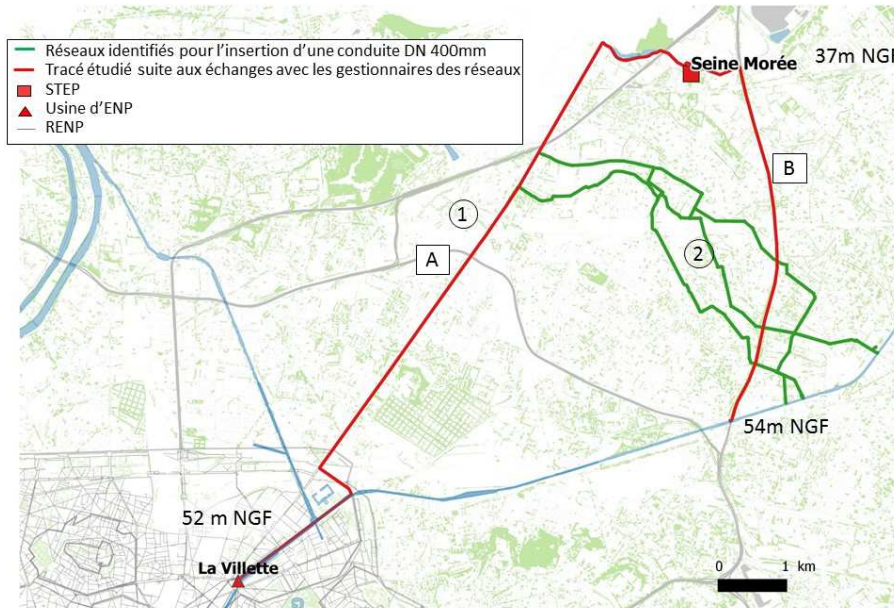 Réseaux identifiés pour l'insertion d'une conduite DN 400mm
Tracé étudié suite aux échanges avec les gestionnaires des réseaux
STEP
Usine d'ENP
RENP
Seine Morée
37m NGF
B
1
A
2
54m NGF
52 m NGF
La Villette
0 1 km